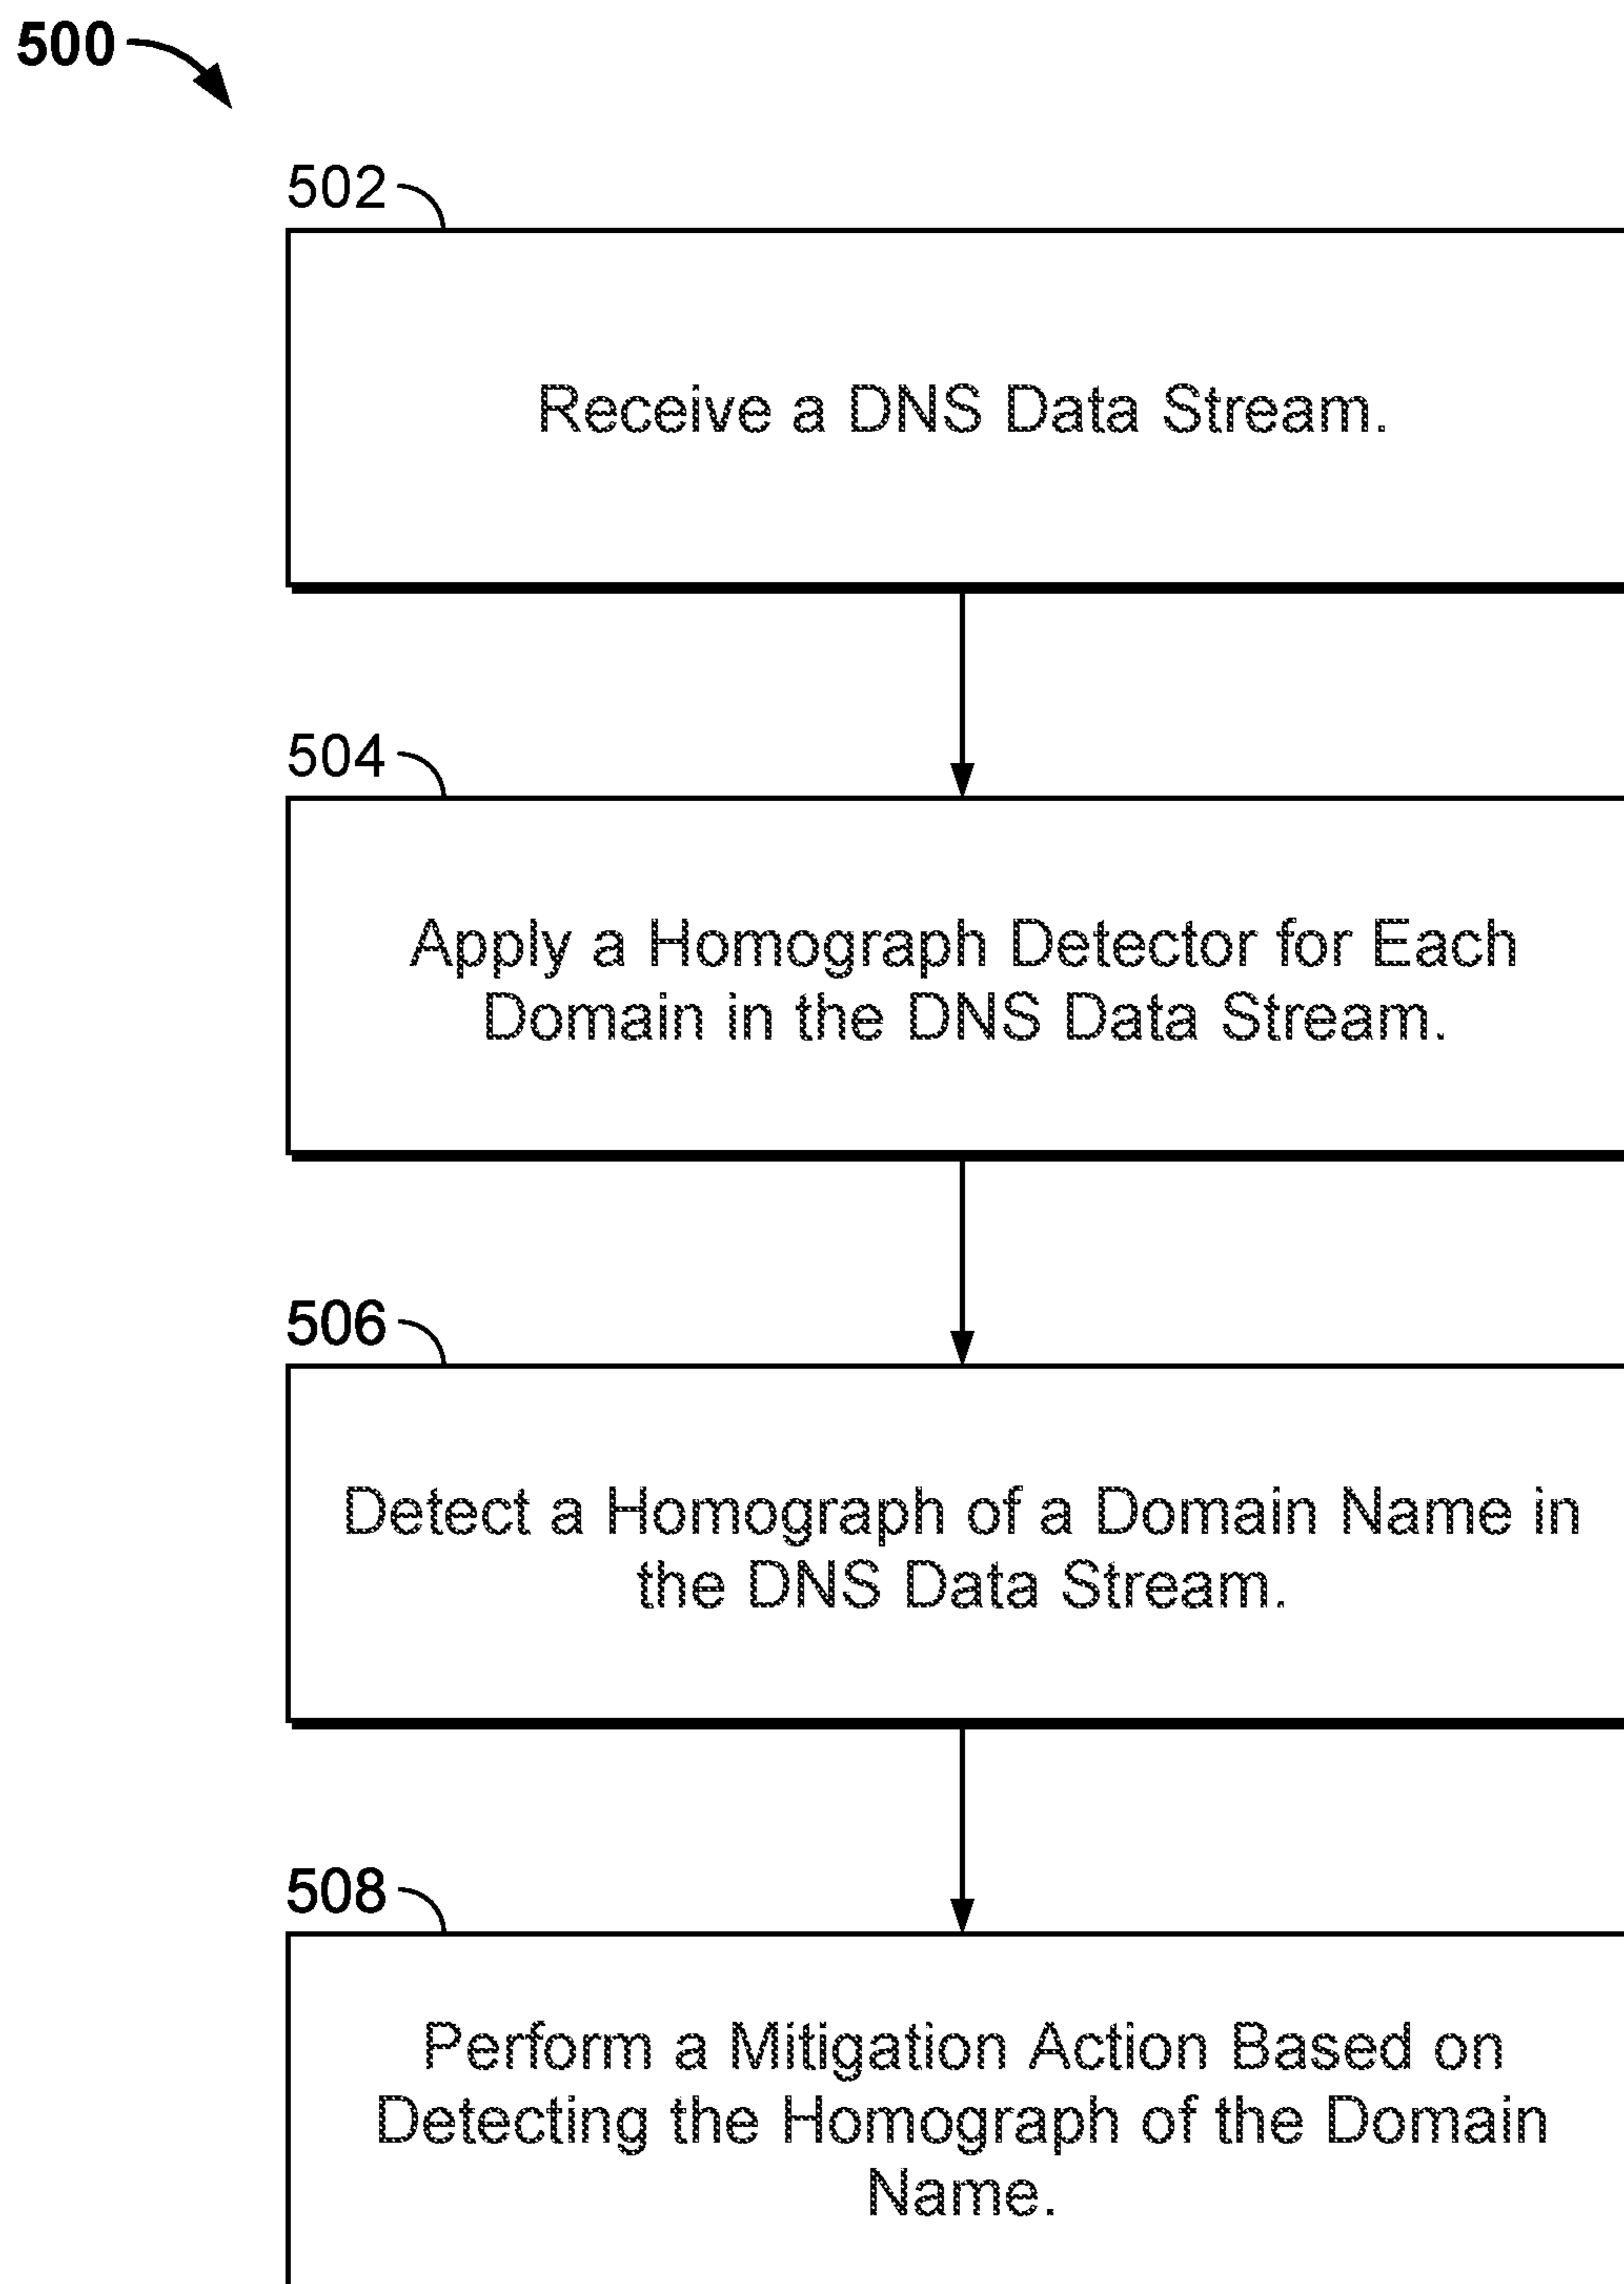 500
502
Receive a DNS Data Stream.
504
Apply a Homograph Detector for Each
Domain in the DNS Data Stream.
506
Detect a Homograph of a Domain Name in
the DNS Data Stream.
508
Perform a Mitigation Action Based on
Detecting the Homograph of the Domain
Name.